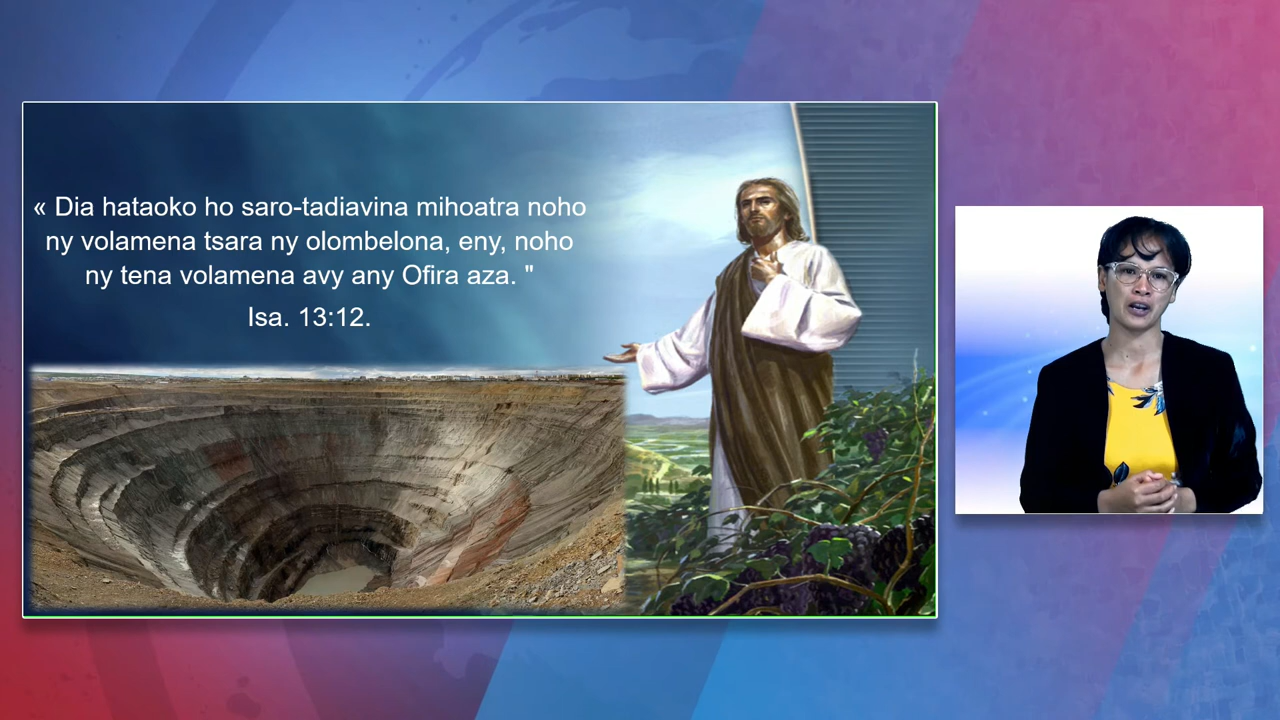 « Dia hataoko ho saro-tadiavina mihoatra noho
ny volamena tsara ny olombelona, eny, noho
ny tena volamena avy any Ofira aza. "
Isa. 13:12.